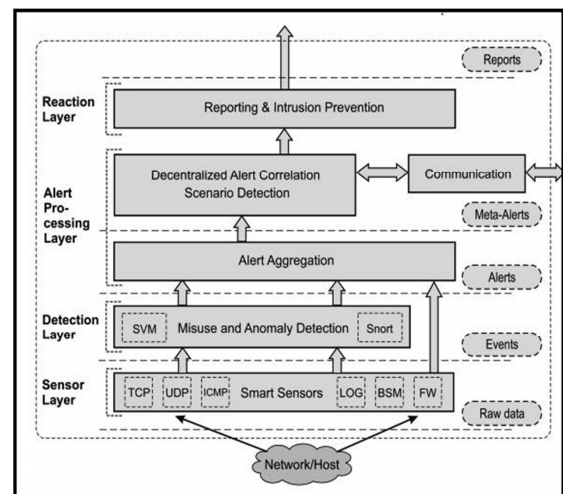 Reports
Reaction
Layer
Reporting & Intrusion Prevention
Decentralized Alert Correlation
Scenario Detection
Communication
Alert
Pro-
cessing
Layer
Meta-Alerts
Alert Aggregation
Alerts
Detection
Layer
SVM Misuse and Anomaly Detection Snort
Events
Sensor
Layer
TCP UDP ICMP Smart Sensors LOG BSM FW
Raw data
Network/Host